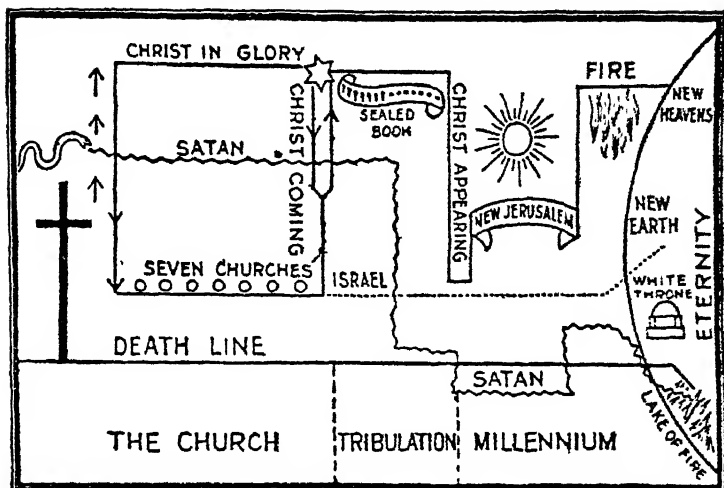 CHRIST IN GLORY
FIRE
NEW
HEAVENS
CHRIST COMING
SEALED
BOOK
CHRIST APPEARING
SATAN
NEW JERUSALEM
NEW
EARTH
ETERNITY
SEVEN CHURCHES
ISRAEL
WHITE
THRONE
DEATH LINE
SATAN
LAKE OF FIRE
THE CHURCH
TRIBULATION
MILLENNIUM